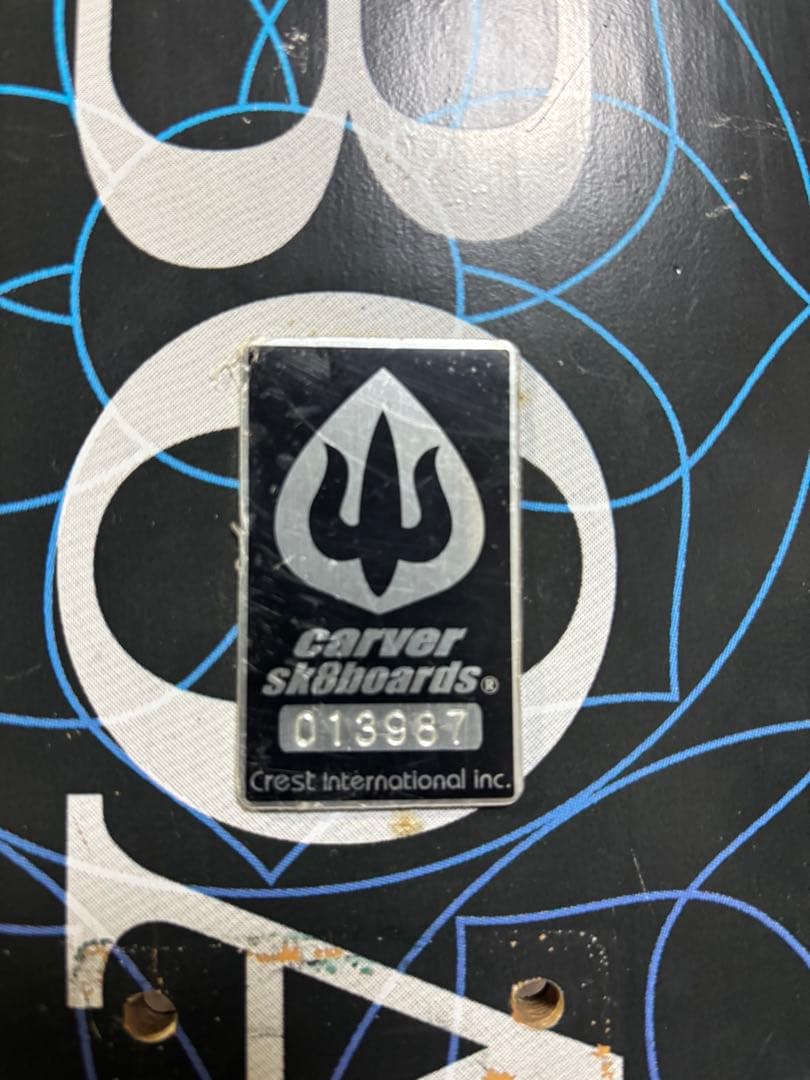 B
O
carver
sk8boards®
013987
Crest International inc.